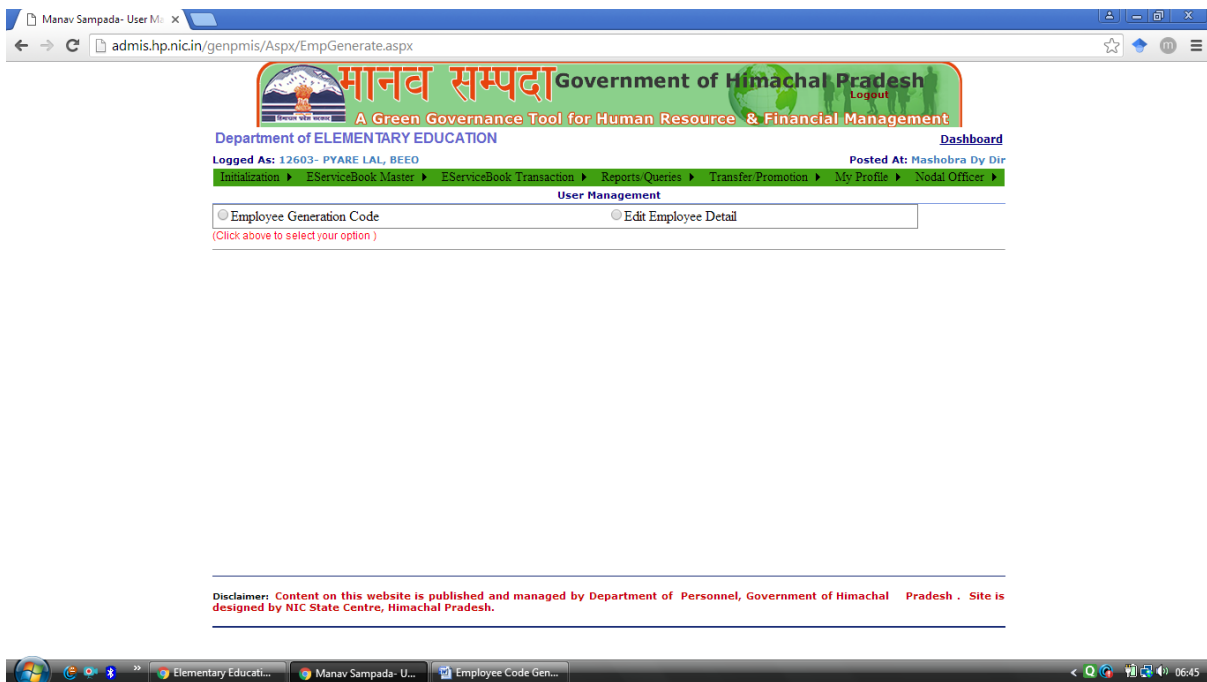 Manav Sampada- User Ma
admis.hp.nic.in/genpmis/Aspx/EmpGenerate.aspx
मानव सम्पदा Government of Himachal Pradesh
Logout
A Green Governance Tool for Human Resource & Financial Management
Department of ELEMENTARY EDUCATION Dashboard
Logged As: 12603- PYARE LAL, BEEO Posted At: Mashobra Dy Dir
Initialization EServiceBook Master EServiceBook Transaction Reports/Queries Transfer/Promotion My Profile Nodal Officer
User Management
Employee Generation Code Edit Employee Detail
(Click above to select your option )
Disclaimer: Content on this website is published and managed by Department of Personnel, Government of Himachal Pradesh . Site is
designed by NIC State Centre, Himachal Pradesh.
Elementary Educati... Manav Sampada- U... Employee Code Gen... 06:45